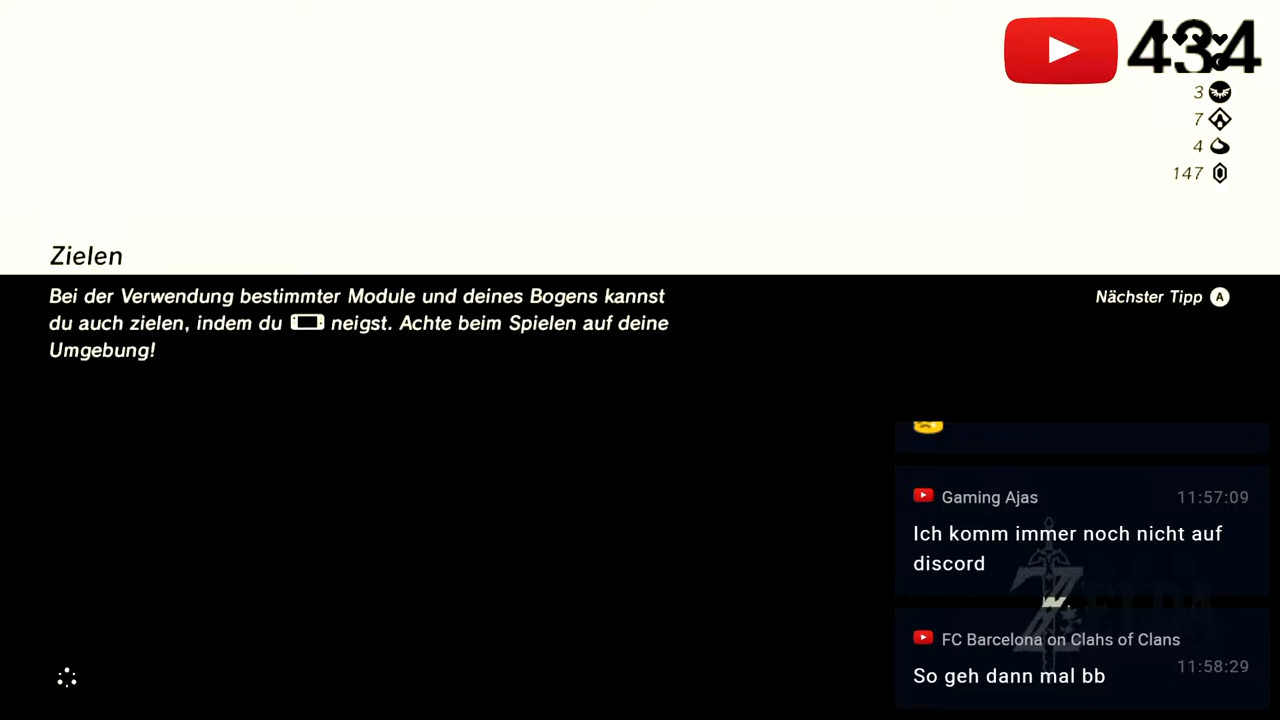 434
3
7
4
147
Zielen
Bei der Verwendung bestimmter Module und deines Bogens kannst
du auch zielen, indem du neigst. Achte beim Spielen auf deine
Umgebung!
Nächster Tipp A
Gaming Ajas 11:57:09
Ich komm immer noch nicht auf
discord
ZELDA
FC Barcelona on Clahs of Clans
11:58:29
So geh dann mal bb